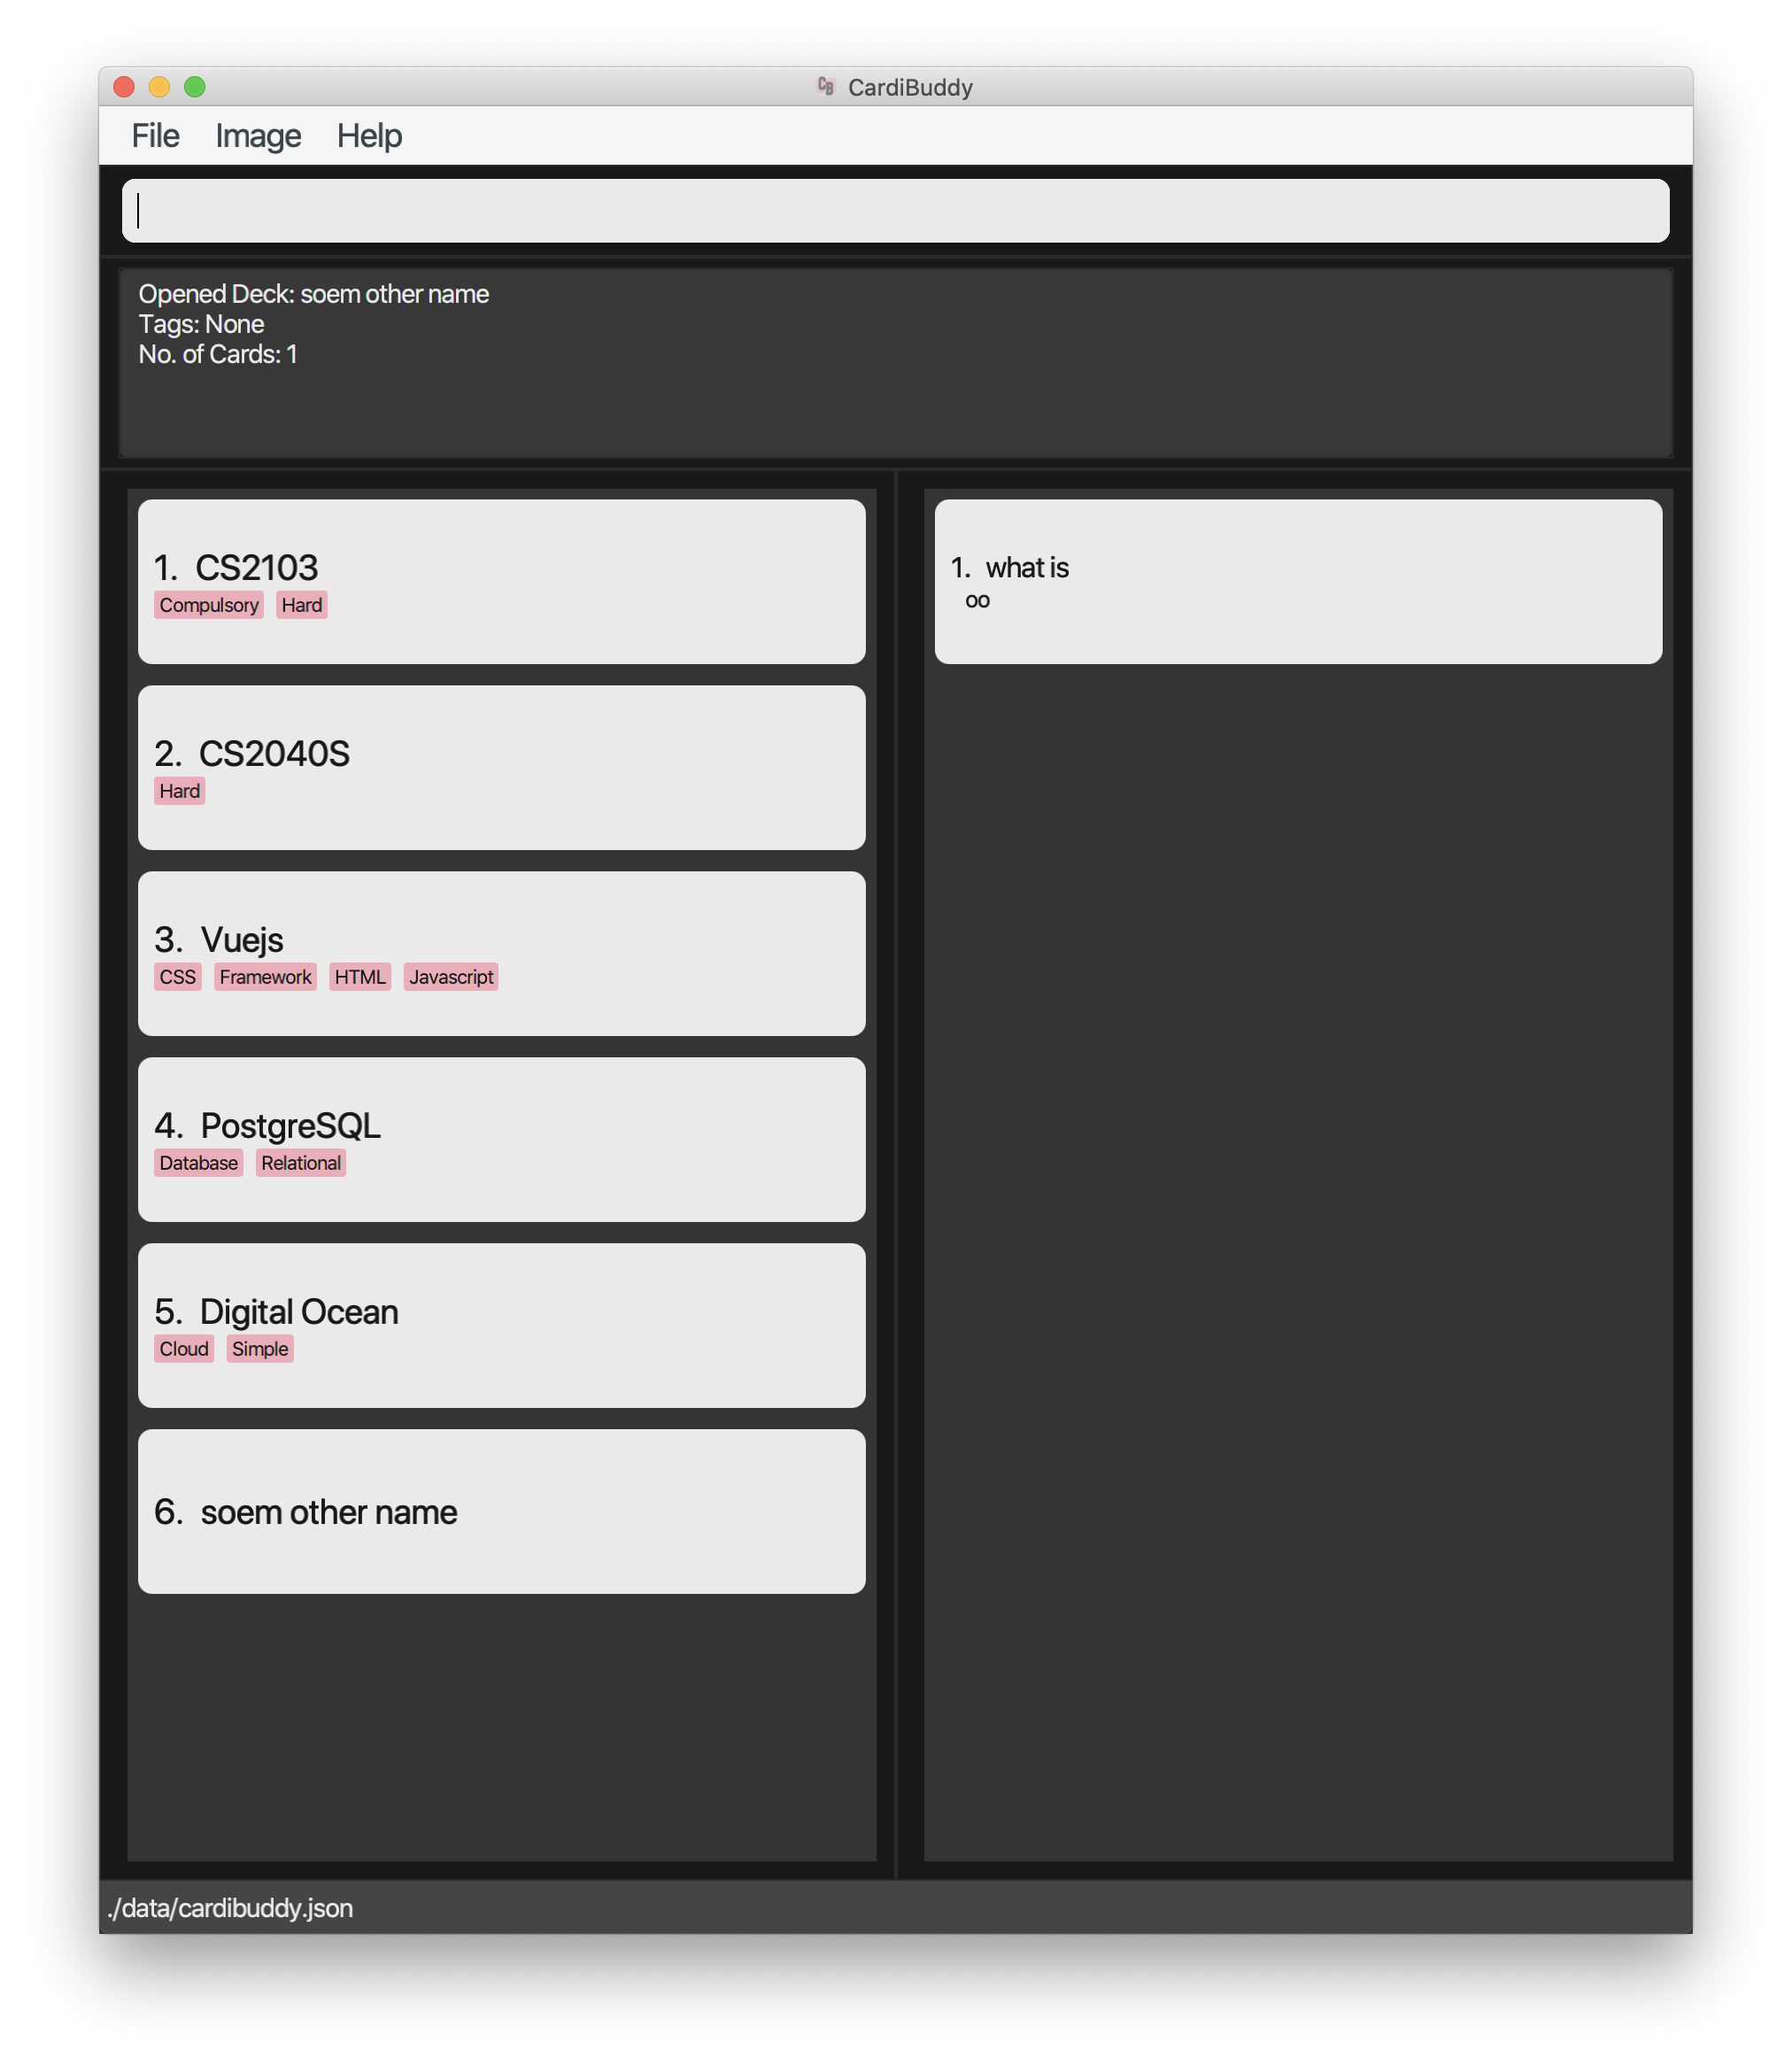 CB CardiBuddy
File Image Help
Opened Deck: soem other name
Tags: None
No. of Cards: 1
1. CS2103
Compulsory Hard
2. CS2040S
Hard
3. Vuejs
CSS Framework HTML Javascript
4. PostgreSQL
Database Relational
5. Digital Ocean
Cloud Simple
6. soem other name
1. what is
oo
./data/cardibuddy.json